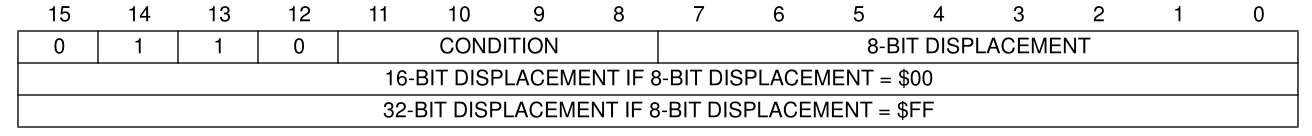 15 14 13 12 11 10 9 8 7 6 5 4 3 2 1 0
0 1 1 0 CONDITION 8-BIT DISPLACEMENT
16-BIT DISPLACEMENT IF 8-BIT DISPLACEMENT = $00
32-BIT DISPLACEMENT IF 8-BIT DISPLACEMENT = $FF